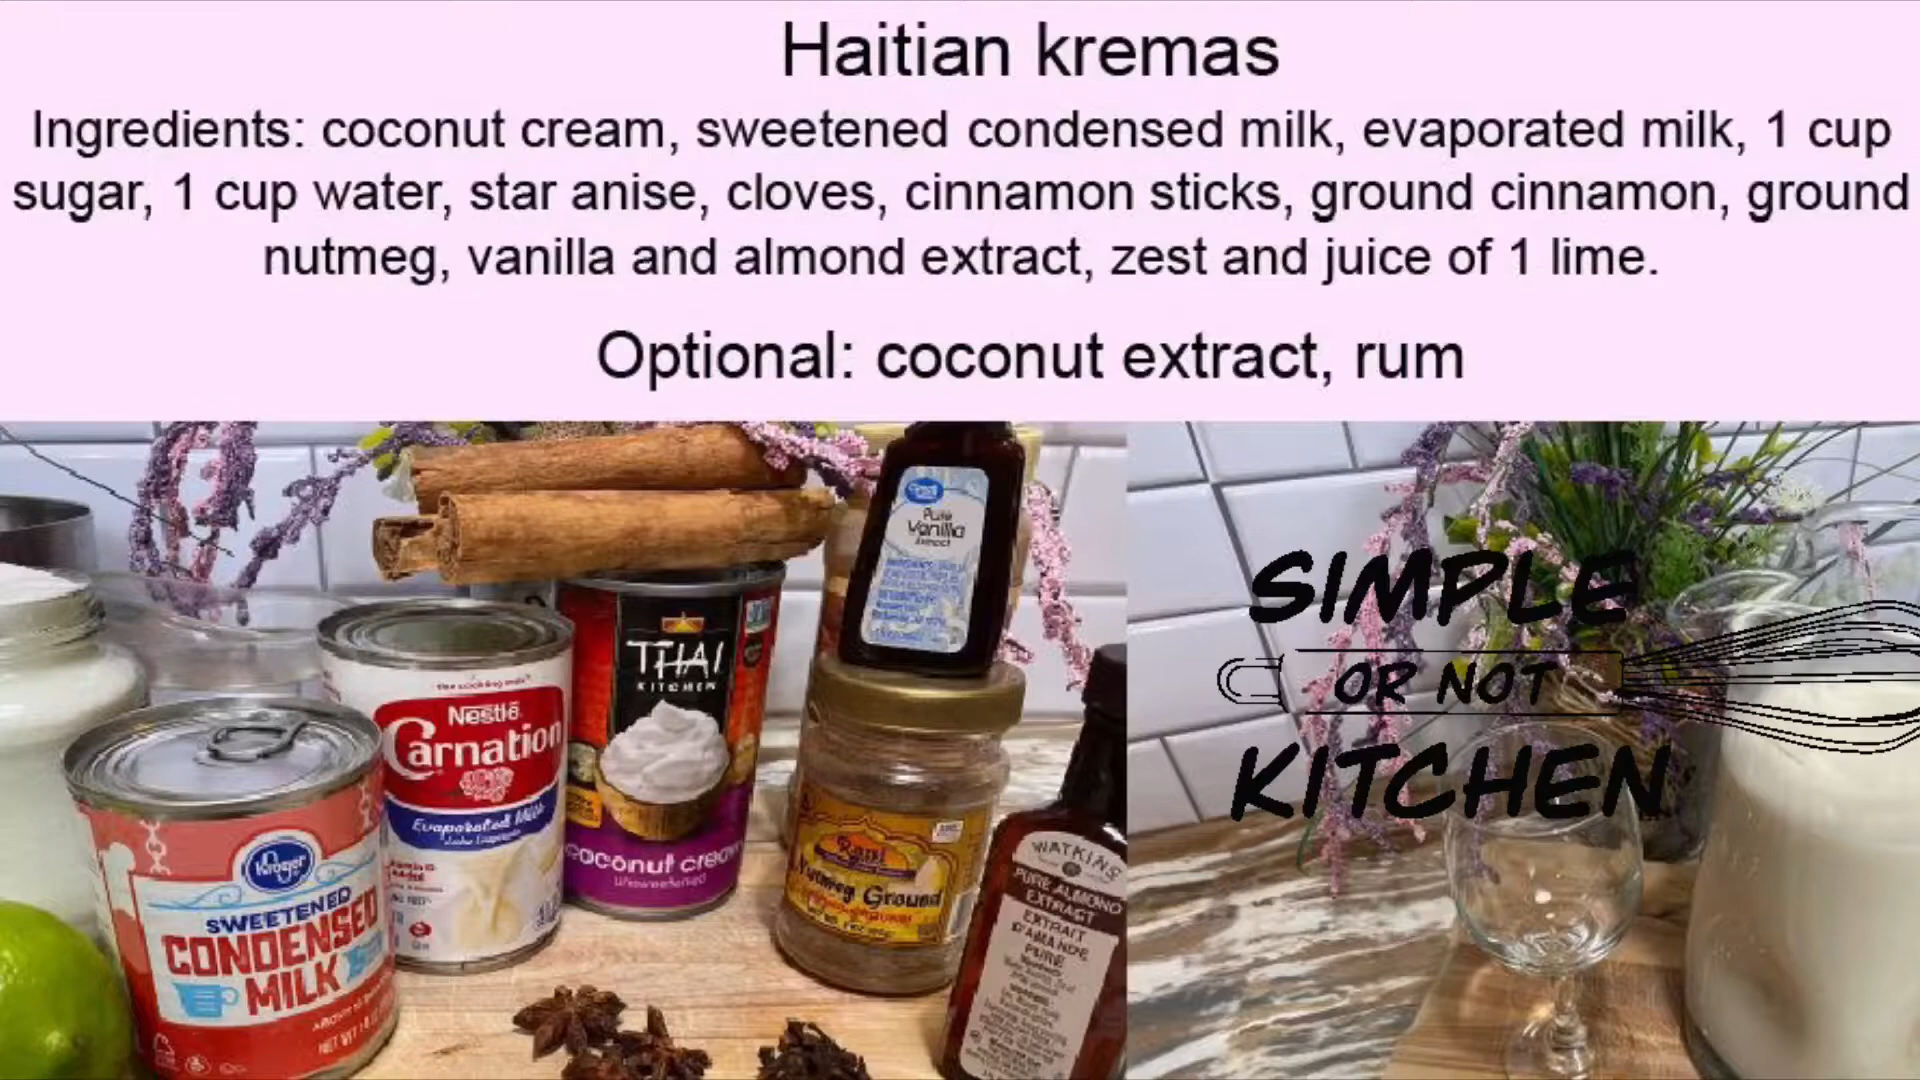 Haitian kremas
Ingredients: coconut cream, sweetened condensed milk, evaporated milk, 1 cup
sugar, 1 cup water, star anise, cloves, cinnamon sticks, ground cinnamon, ground
nutmeg, vanilla and almond extract, zest and juice of 1 lime.
Optional: coconut extract, rum
Pure
Vanilla
Extract
THAI
KITCHEN
coconut cream
Unsweetened
Nestlé
Carnation
Evaporated Milk
Kroger
SWEETENED
CONDENSED
MILK
Rani
Nutmeg Ground
WATKINS
PURE ALMOND
EXTRACT
EXTRAIT
D'AMANDE
PURE
SIMPLE
OR NOT
KITCHEN